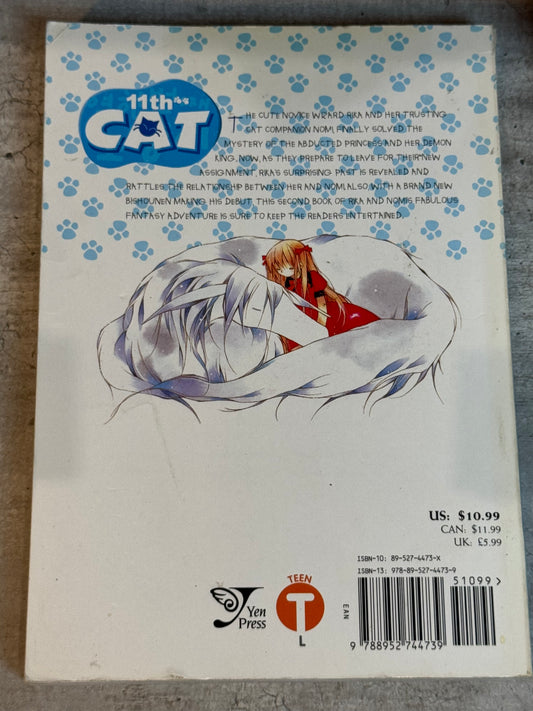 11th
CAT
THE CUTE NOVICE WIZARD RIKA AND HER TRUSTING
CAT COMPANION NOMI, FINALLY SOLVED THE
MYSTERY OF THE ABDUCTED PRINCESS AND HER DEMON
KING. NOW, AS THEY PREPARE TO LEAVE FOR THEIR NEW
ASSIGNMENT, RIKA'S SURPRISING PAST IS REVEALED AND
RATTLES THE RELATIONSHIP BETWEEN HER AND NOMI. ALSO, WITH A BRAND NEW
BISHOUNEN MAKING HIS DEBUT, THIS SECOND BOOK OF RIKA AND NOMI'S FABULOUS
FANTASY ADVENTURE IS SURE TO KEEP THE READERS ENTERTAINED.
US: $10.99
CAN: $11.99
UK: £5.99
ISBN-10: 89-527-4473-X
ISBN-13: 978-89-527-4473-9
51099
EAN
9 788952 744739
Yen
Press
TEEN
T
L